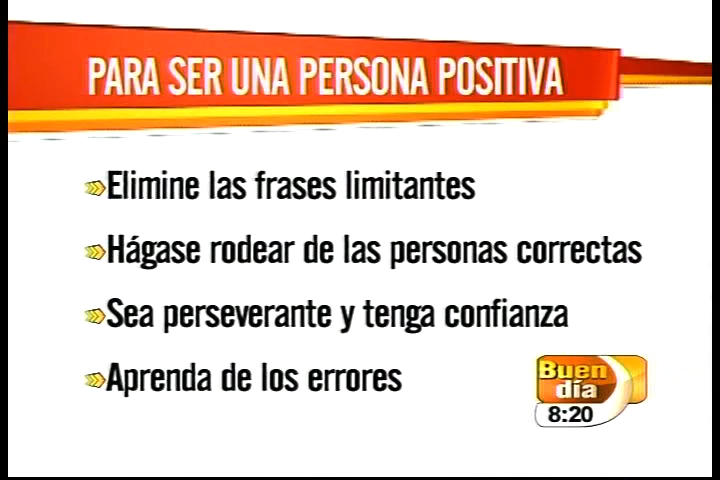 PARA SER UNA PERSONA POSITIVA
Elimine las frases limitantes
Hágase rodear de las personas correctas
Sea perseverante y tenga confianza
Aprenda de los errores
Buen
día
8:20